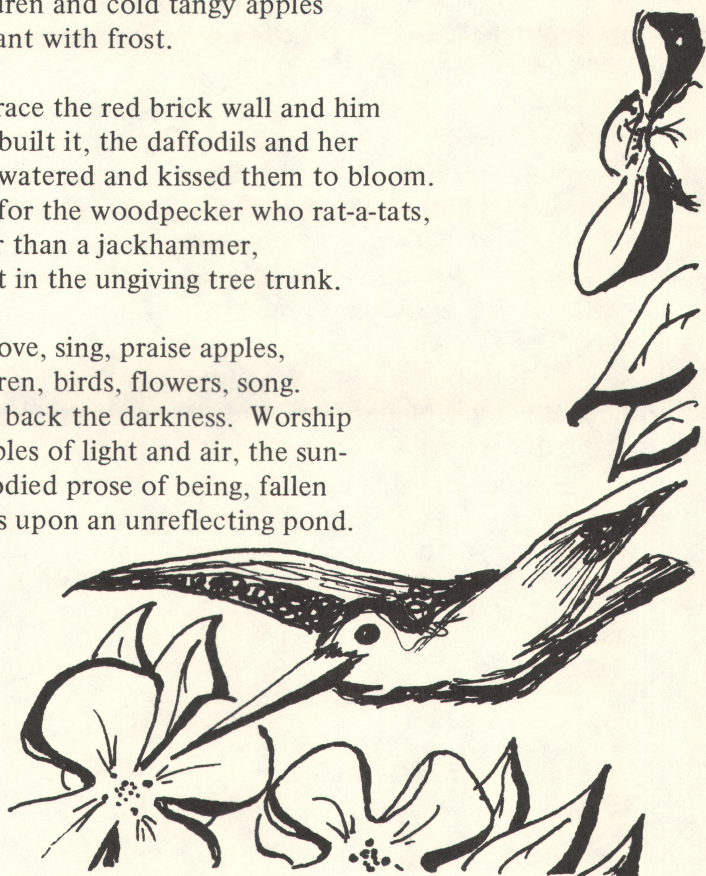 dren and cold tangy apples
ant with frost.
race the red brick wall and him
built it, the daffodils and her
watered and kissed them to bloom.
for the woodpecker who rat-a-tats,
r than a jackhammer,
t in the ungiving tree trunk.
ove, sing, praise apples,
ren, birds, flowers, song.
back the darkness. Worship
ples of light and air, the sun-
odied prose of being, fallen
s upon an unreflecting pond.